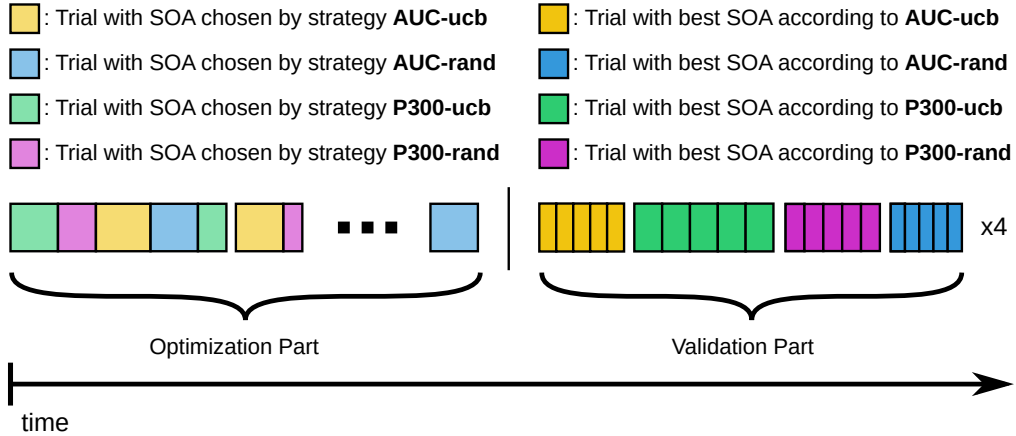 : Trial with SOA chosen by strategy AUC-ucb
: Trial with SOA chosen by strategy AUC-rand
: Trial with SOA chosen by strategy P300-ucb
: Trial with SOA chosen by strategy P300-rand
: Trial with best SOA according to AUC-ucb
: Trial with best SOA according to AUC-rand
: Trial with best SOA according to P300-ucb
: Trial with best SOA according to P300-rand
x4
Optimization Part
Validation Part
time